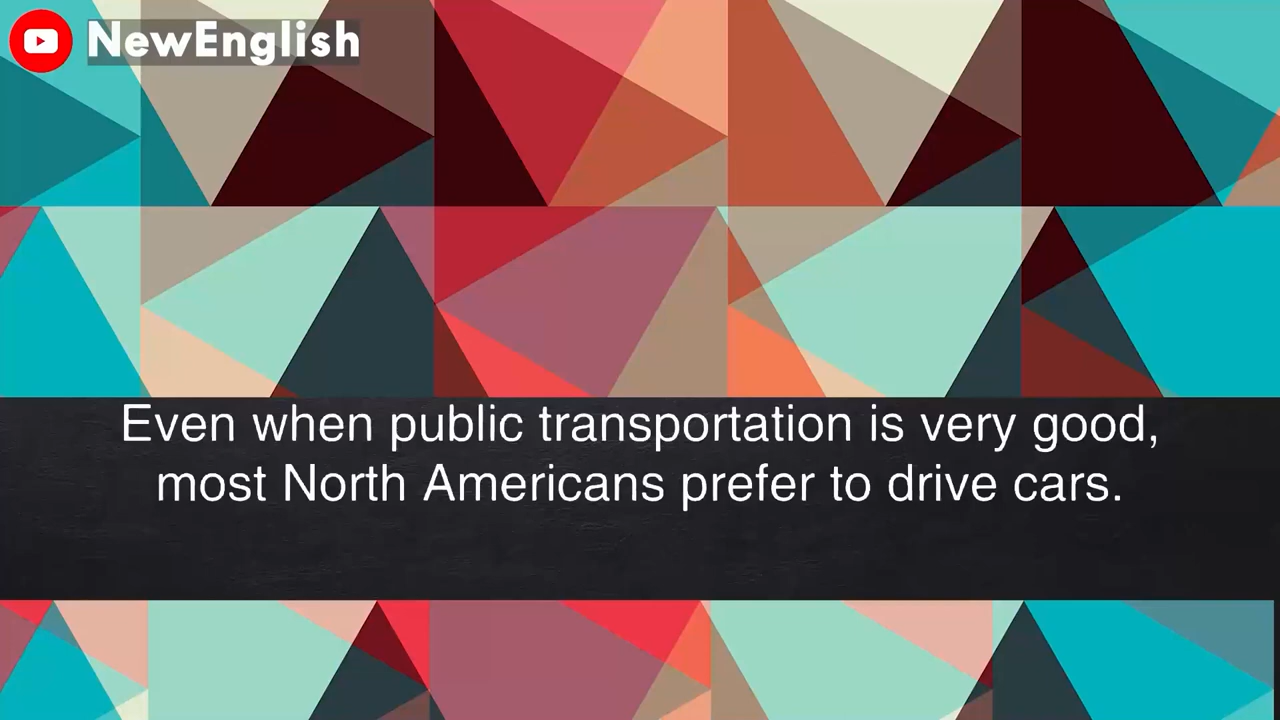 NewEnglish
Even when public transportation is very good,
most North Americans prefer to drive cars.